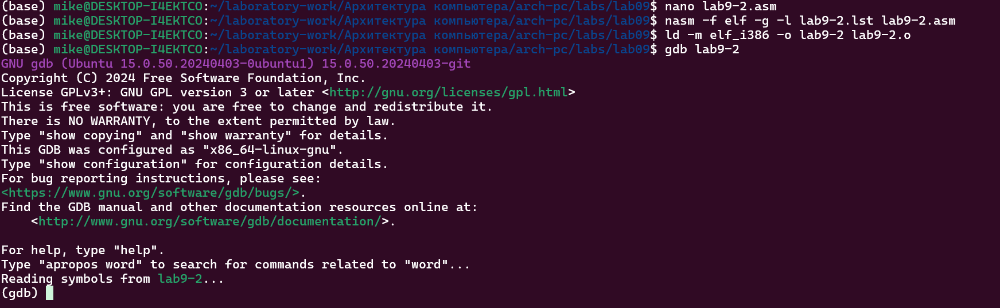 (base) mike@DESKTOP-I4EKTCO:~/laboratory-work/Архитектура компьютера/arch-pc/labs/lab09$ nano lab9-2.asm
(base) mike@DESKTOP-I4EKTCO:~/laboratory-work/Архитектура компьютера/arch-pc/labs/lab09$ nasm -f elf -g -l lab9-2.lst lab9-2.asm
(base) mike@DESKTOP-I4EKTCO:~/laboratory-work/Архитектура компьютера/arch-pc/labs/lab09$ ld -m elf_i386 -o lab9-2 lab9-2.o
(base) mike@DESKTOP-I4EKTCO:~/laboratory-work/Архитектура компьютера/arch-pc/labs/lab09$ gdb lab9-2
GNU gdb (Ubuntu 15.0.50.20240403-0ubuntu1) 15.0.50.20240403-git
Copyright (C) 2024 Free Software Foundation, Inc.
License GPLv3+: GNU GPL version 3 or later <http://gnu.org/licenses/gpl.html>
This is free software: you are free to change and redistribute it.
There is NO WARRANTY, to the extent permitted by law.
Type "show copying" and "show warranty" for details.
This GDB was configured as "x86_64-linux-gnu".
Type "show configuration" for configuration details.
For bug reporting instructions, please see:
<https://www.gnu.org/software/gdb/bugs/>.
Find the GDB manual and other documentation resources online at:
    <http://www.gnu.org/software/gdb/documentation/>.

For help, type "help".
Type "apropos word" to search for commands related to "word"...
Reading symbols from lab9-2...
(gdb)